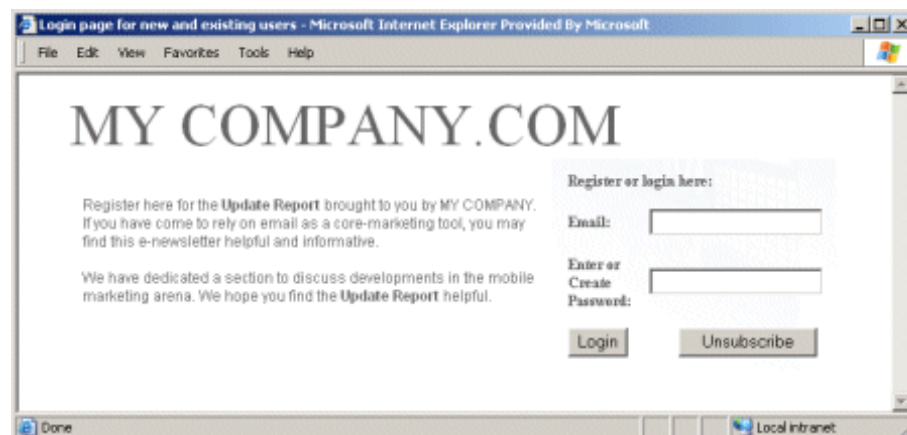 Login page for new and existing users - Microsoft Internet Explorer Provided By Microsoft
File Edit View Favorites Tools Help
MY COMPANY.COM
Register here for the Update Report brought to you by MY COMPANY.
If you have come to rely on email as a core-marketing tool, you may
find this e-newsletter helpful and informative.
We have dedicated a section to discuss developments in the mobile
marketing arena. We hope you find the Update Report helpful.
Register or login here:
Email:
Enter or
Create
Password:
Login Unsubscribe
Done Local intranet